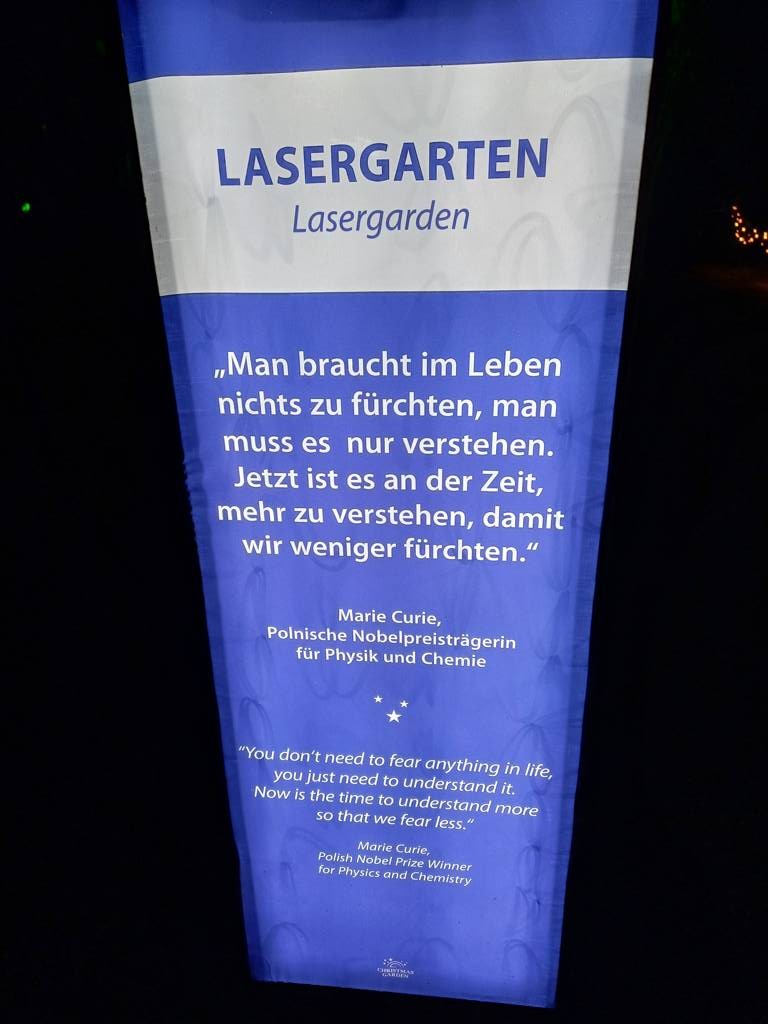 LASERGARTEN
Lasergarden
„Man braucht im Leben
nichts zu fürchten, man
muss es nur verstehen.
Jetzt ist es an der Zeit,
mehr zu verstehen, damit
wir weniger fürchten.“
Marie Curie,
Polnische Nobelpreisträgerin
für Physik und Chemie
“You don‘t need to fear anything in life,
you just need to understand it.
Now is the time to understand more
so that we fear less.“
Marie Curie,
Polish Nobel Prize Winner
for Physics and Chemistry
CHRISTMAS
GARDEN